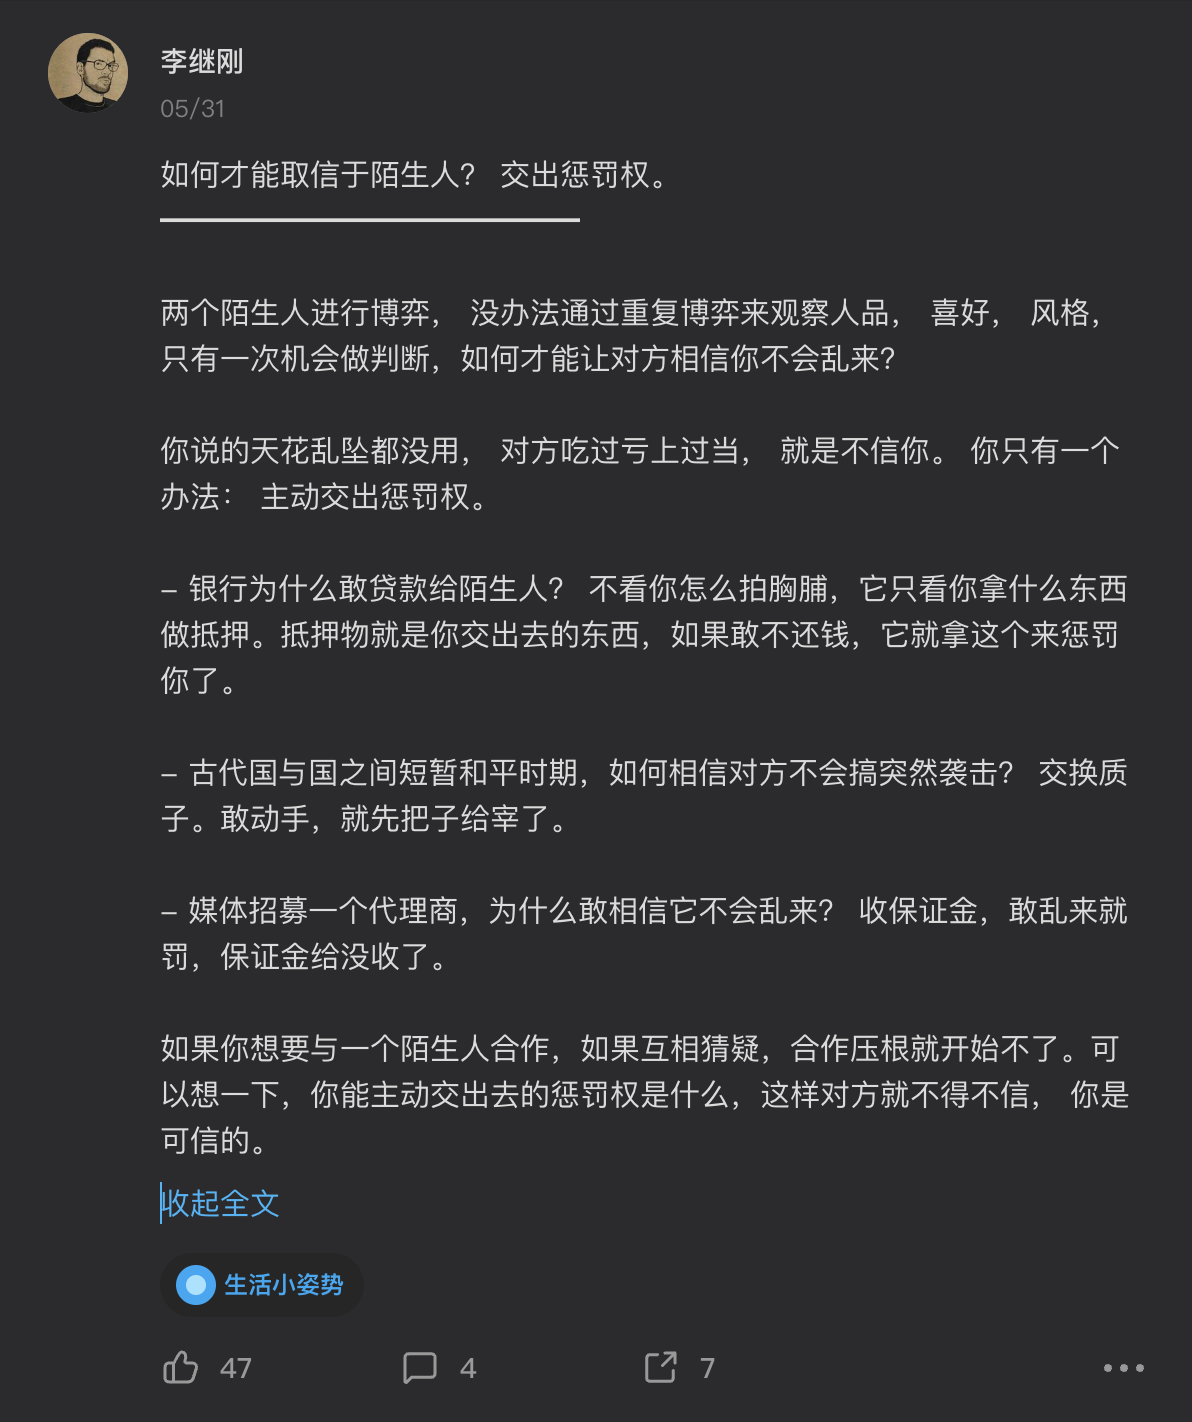 李继刚
05/31
如何才能取信于陌生人？ 交出惩罚权。
两个陌生人进行博弈， 没办法通过重复博弈来观察人品， 喜好， 风格，
只有一次机会做判断，如何才能让对方相信你不会乱来？
你说的天花乱坠都没用， 对方吃过亏上过当， 就是不信你。 你只有一个
办法： 主动交出惩罚权。
– 银行为什么敢贷款给陌生人？ 不看你怎么拍胸脯，它只看你拿什么东西
做抵押。抵押物就是你交出去的东西，如果敢不还钱，它就拿这个来惩罚
你了。
– 古代国与国之间短暂和平时期，如何相信对方不会搞突然袭击？ 交换质
子。敢动手，就先把子给宰了。
– 媒体招募一个代理商，为什么敢相信它不会乱来？ 收保证金，敢乱来就
罚，保证金给没收了。
如果你想要与一个陌生人合作，如果互相猜疑，合作压根就开始不了。可
以想一下，你能主动交出去的惩罚权是什么，这样对方就不得不信， 你是
可信的。
收起全文
生活小姿势
47 4 7